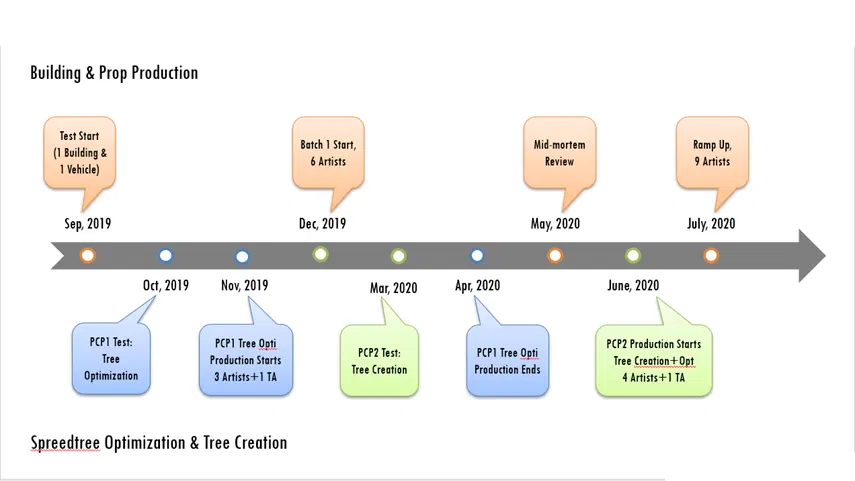 Building & Prop Production
Test Start
(1 Building &
1 Vehicle)
Batch 1 Start,
6 Artists
Mid-mortem
Review
Ramp Up,
9 Artists
Sep, 2019
Dec, 2019
May, 2020
July, 2020
Oct, 2019
Nov, 2019
Mar, 2020
Apr, 2020
June, 2020
PCP1 Test:
Tree
Optimization
PCP1 Tree Opti
Production Starts
3 Artists+1 TA
PCP2 Test:
Tree Creation
PCP1 Tree Opti
Production Ends
PCP2 Production Starts
Tree Creation+Opt
4 Artists+1 TA
Spreedtree Optimization & Tree Creation